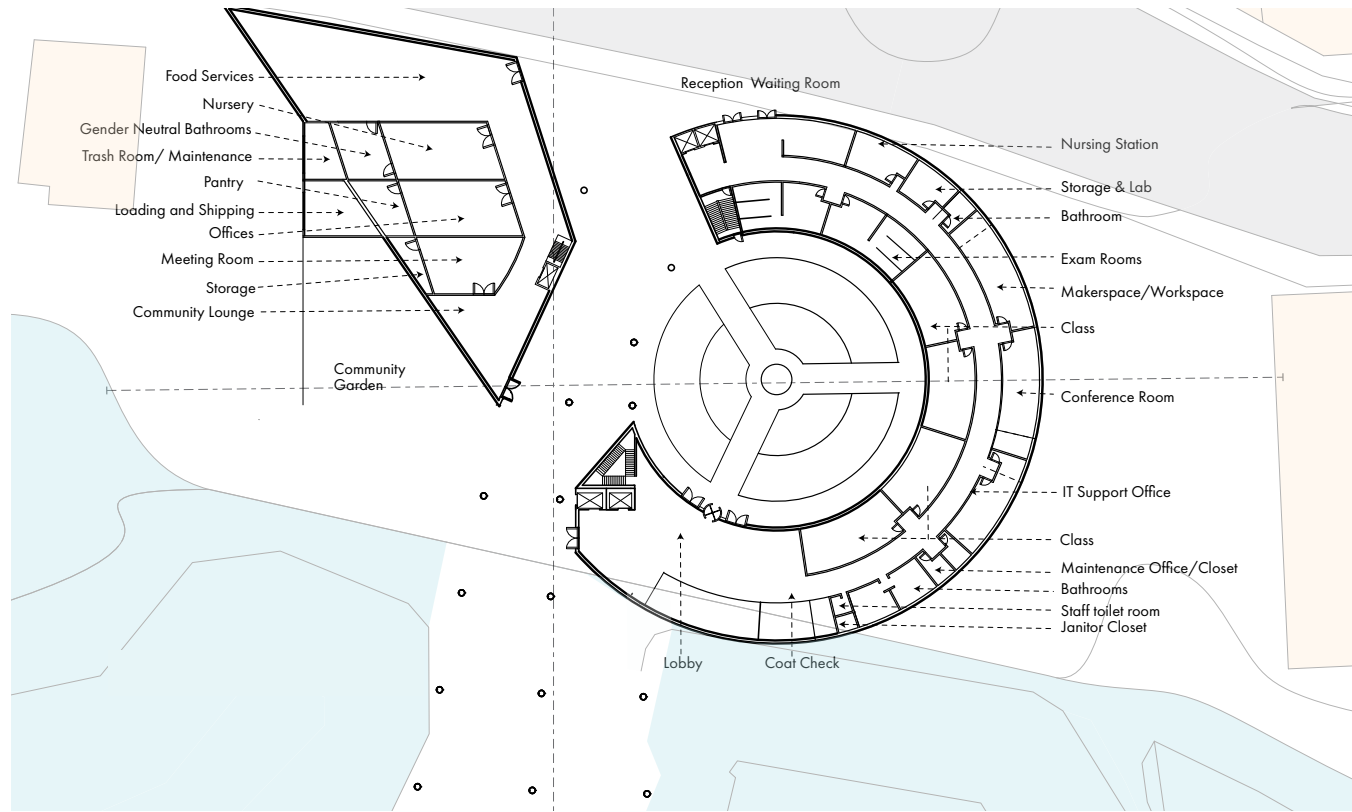 Food Services
Nursery
Gender Neutral Bathrooms
Trash Room/ Maintenance
Pantry
Loading and Shipping
Offices
Meeting Room
Storage
Community Lounge
Community
Garden
Reception Waiting Room
Nursing Station
Storage & Lab
Bathroom
Exam Rooms
Makerspace/Workspace
Class
Conference Room
IT Support Office
Class
Maintenance Office/Closet
Bathrooms
Staff toilet room
Janitor Closet
Lobby
Coat Check